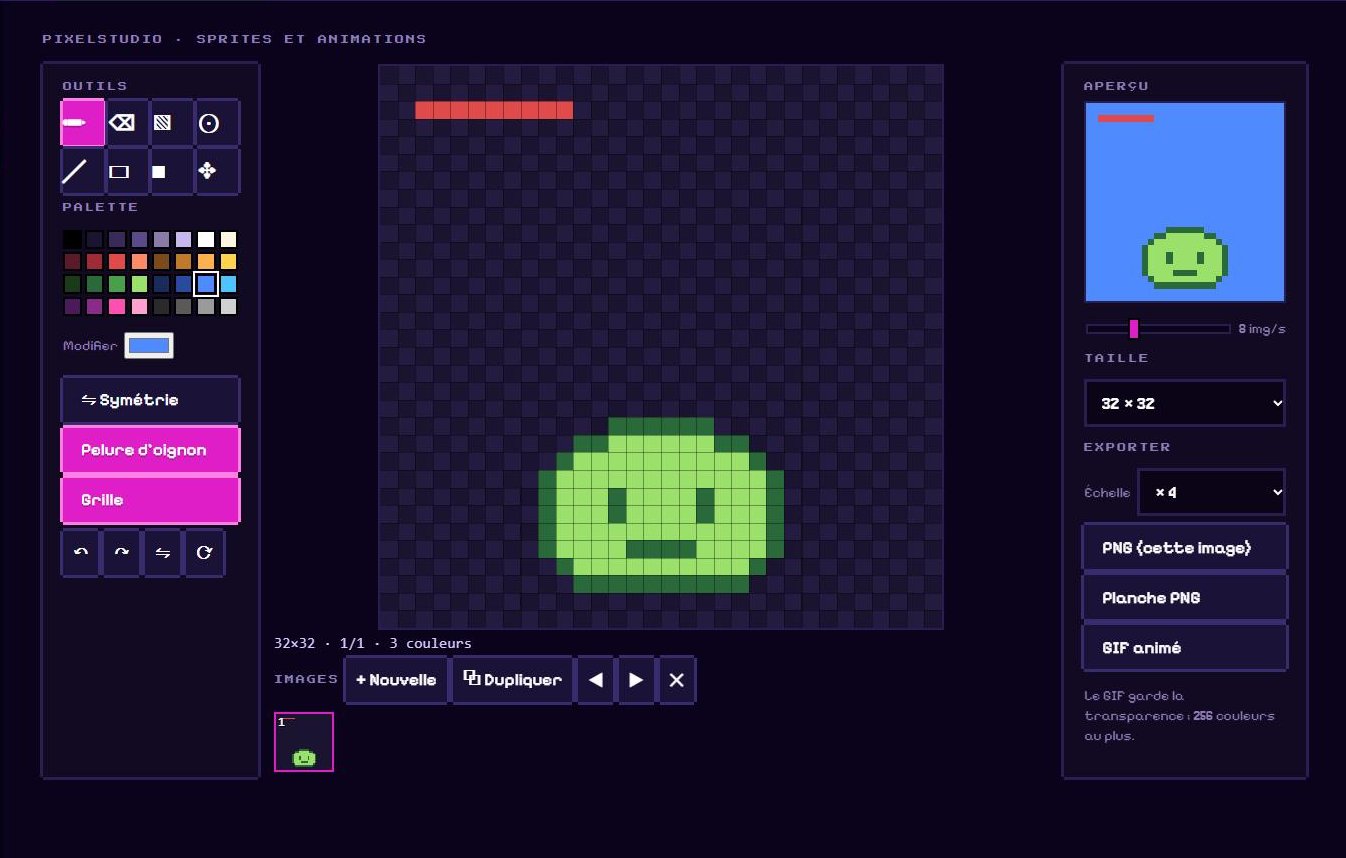 PIXELSTUDIO · SPRITES ET ANIMATIONS
OUTILS
PALETTE
Modifier
⇋ Symétrie
Pelure d'oignon
Grille
32x32 · 1/1 · 3 couleurs
IMAGES
+ Nouvelle
Dupliquer
1
APERÇU
8 img/s
TAILLE
32 × 32
EXPORTER
Échelle
× 4
PNG (cette image)
Planche PNG
GIF animé
Le GIF garde la
transparence : 256 couleurs
au plus.